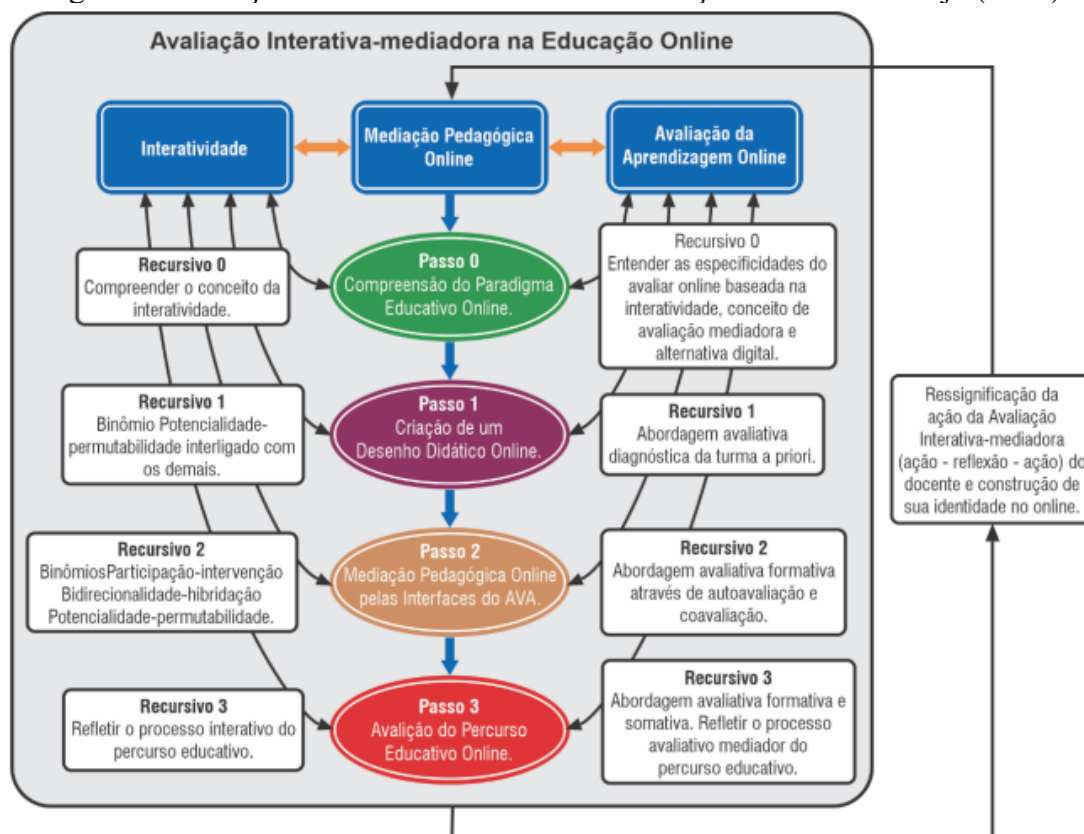 Avaliação Interativa-mediadora na Educação Online
Interatividade
Mediação Pedagógica
Online
Avaliação da
Aprendizagem Online
Recursivo 0
Compreender o conceito da
interatividade.
Passo 0
Compreensão do Paradigma
Educativo Online.
Recursivo 0
Entender as especificidades do
avaliar online baseada na
interatividade, conceito de
avaliação mediadora e
alternativa digital.
Recursivo 1
Binômio Potencialidade-
permutabilidade interligado com
os demais.
Passo 1
Criação de um
Desenho Didático Online.
Recursivo 1
Abordagem avaliativa
diagnóstica da turma a priori.
Recursivo 2
BinômiosParticipação-intervenção
Bidirecionalidade-hibridação
Potencialidade-permutabilidade.
Passo 2
Mediação Pedagógica Online
pelas Interfaces do AVA.
Recursivo 2
Abordagem avaliativa formativa
através de autoavaliação e
coavaliação.
Recursivo 3
Refletir o processo interativo do
percurso educativo.
Passo 3
Avalição do Percurso
Educativo Online.
Recursivo 3
Abordagem avaliativa formativa e
somativa. Refletir o processo
avaliativo mediador do
percurso educativo.
Ressignificação da
ação da Avaliação
Interativa-mediadora
(ação - reflexão - ação) do
docente e construção de
sua identidade no online.